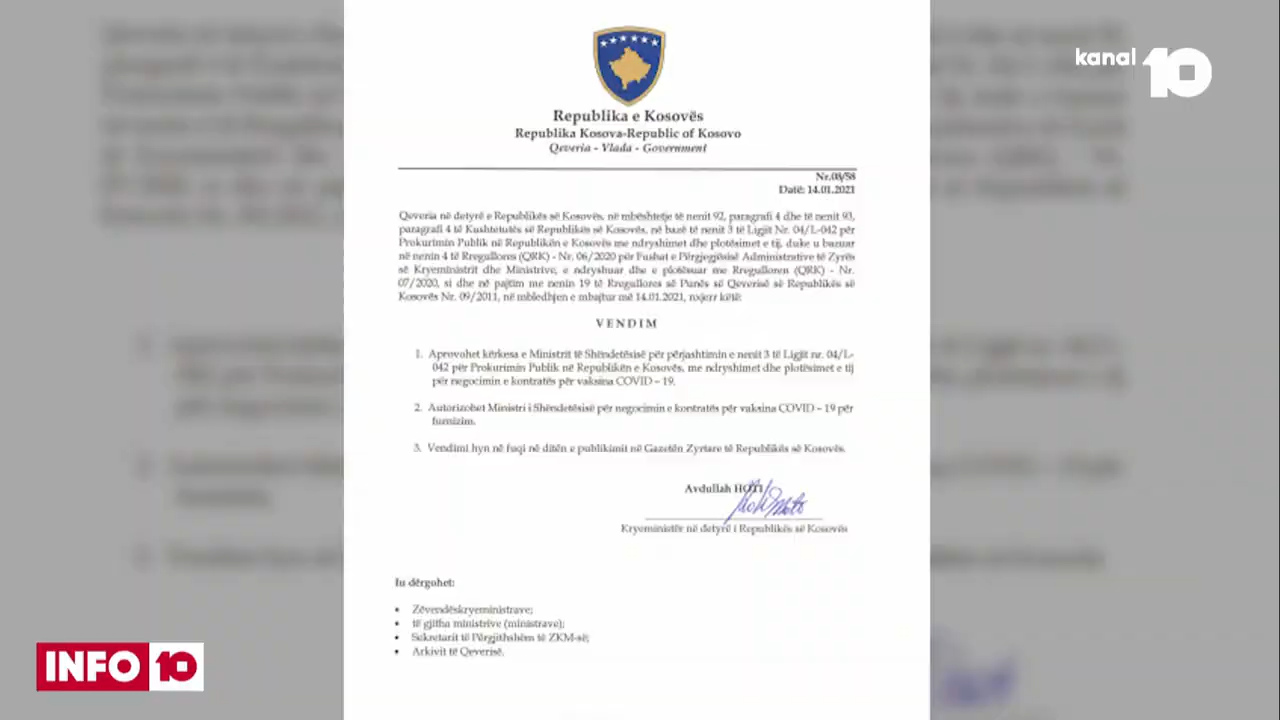 kanal 10
Republika e Kosovës
Republika Kosova-Republic of Kosovo
Qeveria - Vlada - Government
Nr.08/58
Datë: 14.01.2021
Qeveria në detyrë e Republikës së Kosovës, në mbështetje të nenit 92, paragrafi 4 dhe të nenit 93,
paragrafi 4 të Kushtetutës së Republikës së Kosovës, në bazë të nenit 3 të Ligjit Nr. 04/L-042 për
Prokurimin Publik në Republikën e Kosovës me ndryshimet dhe plotësimet e tij, duke u bazuar
në nenin 4 të Rregullores (QRK) - Nr. 06/2020 për Fushat e Përgjegjësisë Administrative të Zyrës
së Kryeministrit dhe Ministrive, e ndryshuar dhe e plotësuar me Rregulloren (QRK) - Nr.
07/2020, si dhe në pajtim me nenin 19 të Rregullores së Punës së Qeverisë së Republikës së
Kosovës Nr. 09/2011, në mbledhjen e mbajtur më 14.01.2021, nxjerr këtë:
VENDIM
1. Aprovohet kërkesa e Ministrit të Shëndetësisë për përjashtimin e nenit 3 të Ligjit nr. 04/L-
042 për Prokurimin Publik në Republikën e Kosovës, me ndryshimet dhe plotësimet e tij
për negocimin e kontratës për vaksina COVID – 19.
2. Autorizohet Ministri i Shëndetësisë për negocimin e kontratës për vaksina COVID – 19 për
furnizim.
3. Vendimi hyn në fuqi në ditën e publikimit në Gazetën Zyrtare të Republikës së Kosovës.
Avdullah HOTI
Kryeministër në detyrë i Republikës së Kosovës
Iu dërgohet:
• Zëvendëskryeministrave;
• të gjitha ministrive (ministrave);
• Sekretarit të Përgjithshëm të ZKM-së;
• Arkivit të Qeverisë.
INFO 10